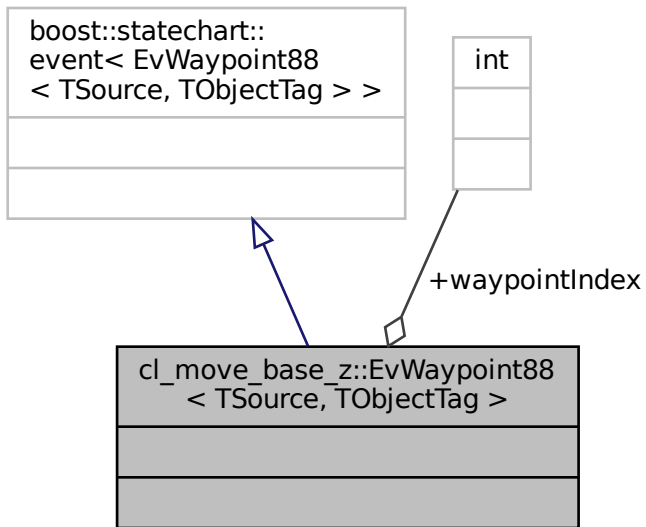 boost::statechart::
event< EvWaypoint88
< TSource, TObjectTag > >
int
+waypointIndex
cl_move_base_z::EvWaypoint88
< TSource, TObjectTag >